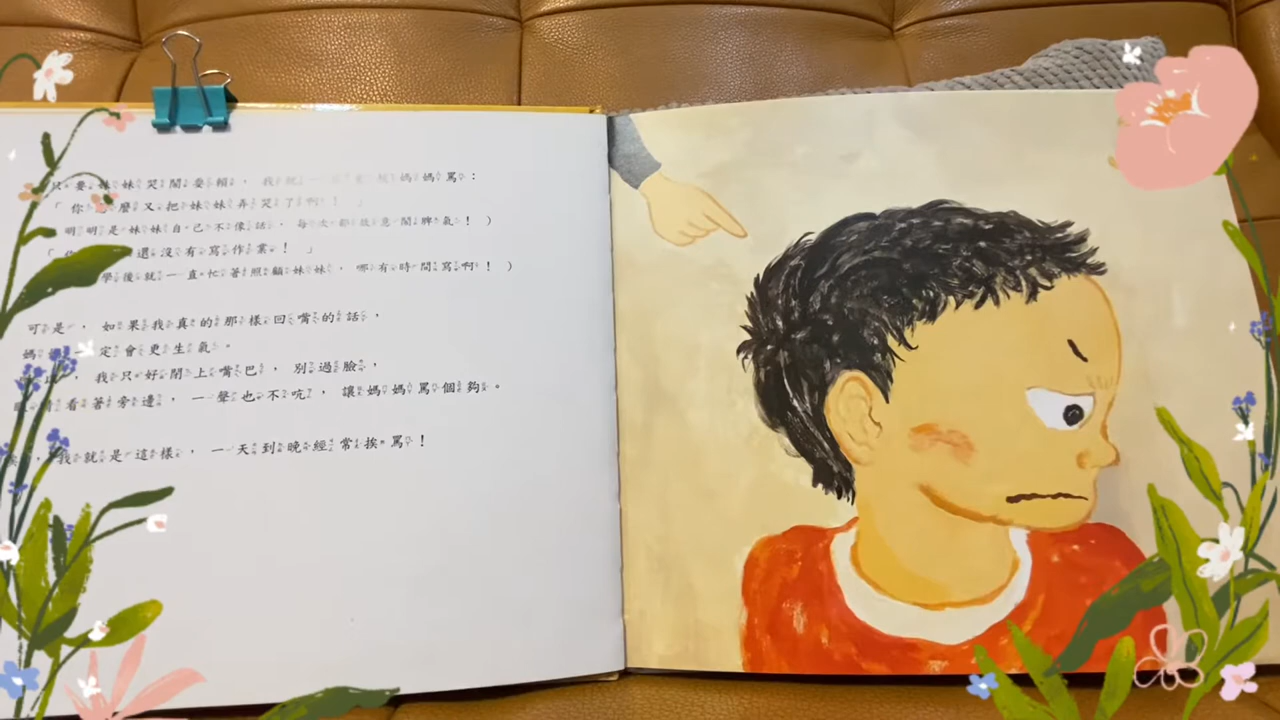 只要妹妹哭鬧耍賴,我就一 媽媽罵:
「你 麼又把妹妹弄哭了啊!」
明明是妹妹自己不像話,每次都故意鬧脾氣!)
「 還沒有寫作業!」
學後就一直忙著照顧妹妹,哪有時間寫啊!)
可是,如果我真的那樣回嘴的話,
媽 一定會更生氣。
,我只好閉上嘴巴,別過臉,
看著旁邊,一聲也不吭,讓媽媽罵個夠。
,我就是這樣,一天到晚經常挨罵!